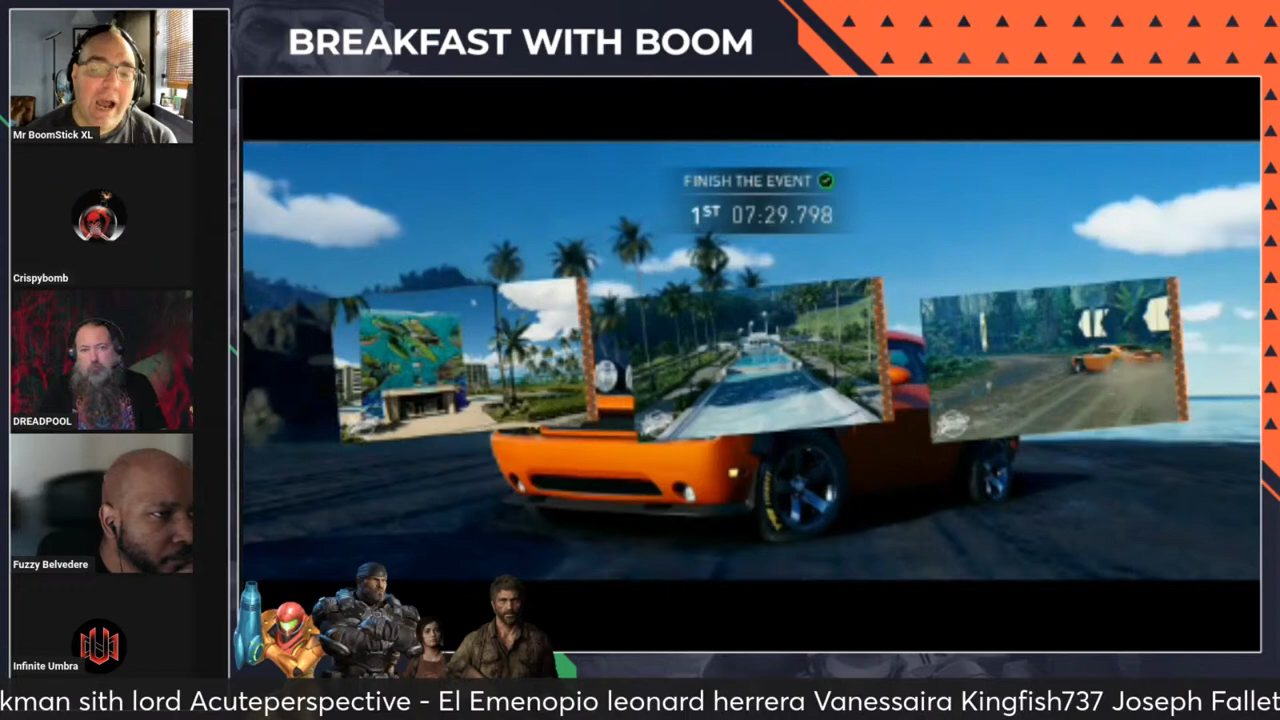 BREAKFAST WITH BOOM
Mr BoomStick XL
Crispybomb
DREADPOOL
Fuzzy Belvedere
Infinite Umbra
FINISH THE EVENT
1ST 07:29.798
kman sith lord Acuteperspective - El Emenopio leonard herrera Vanessaira Kingfish737 Joseph Fallet